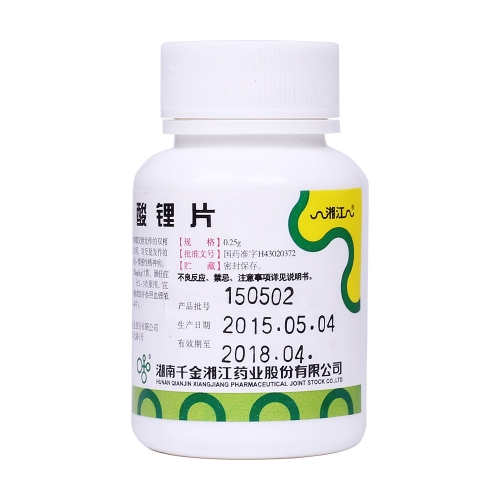 湘江®
酸锂片
【规 格】0.25g
【批准文号】国药准字H43020372
【贮 藏】密封保存。
不良反应、禁忌、注意事项详见说明书。
产品批号 150502
生产日期 2015.05.04
有效期至 2018.04.
湖南千金湘江药业股份有限公司
HUNAN QIANJIN XIANGJIANG PHARMACEUTICAL JOINT STOCK CO.,LTD